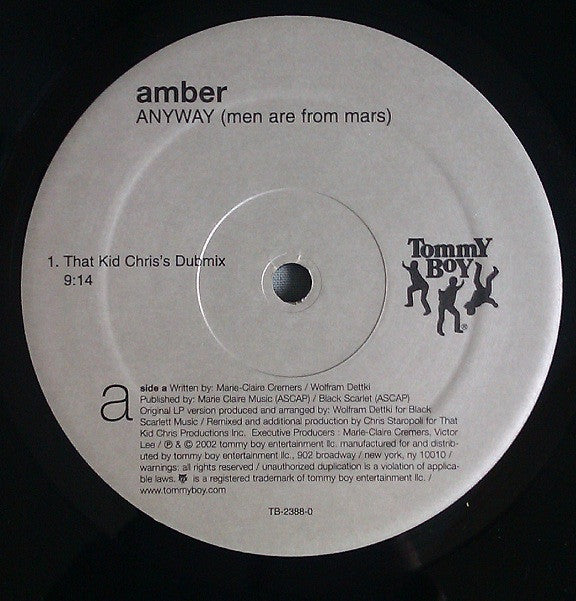 amber
ANYWAY (men are from mars)
1. That Kid Chris's Dubmix
9:14
TommY
BoY
®
a
side a Written by: Marie-Claire Cremers / Wolfram Dettki
Published by: Marie Claire Music (ASCAP) / Black Scarlet (ASCAP)
Original LP version produced and arranged by: Wolfram Dettki for Black
Scarlett Music / Remixed and additional production by Chris Staropoli for That
Kid Chris Productions Inc. Executive Producers : Marie-Claire Cremers, Victor
Lee / ℗ & © 2002 tommy boy entertainment llc. manufactured for and distrib-
uted by tommy boy entertainment llc., 902 broadway / new york, ny 10010 /
warnings: all rights reserved / unauthorized duplication is a violation of applica-
ble laws. is a registered trademark of tommy boy entertainment llc. /
www.tommyboy.com
TB-2388-0